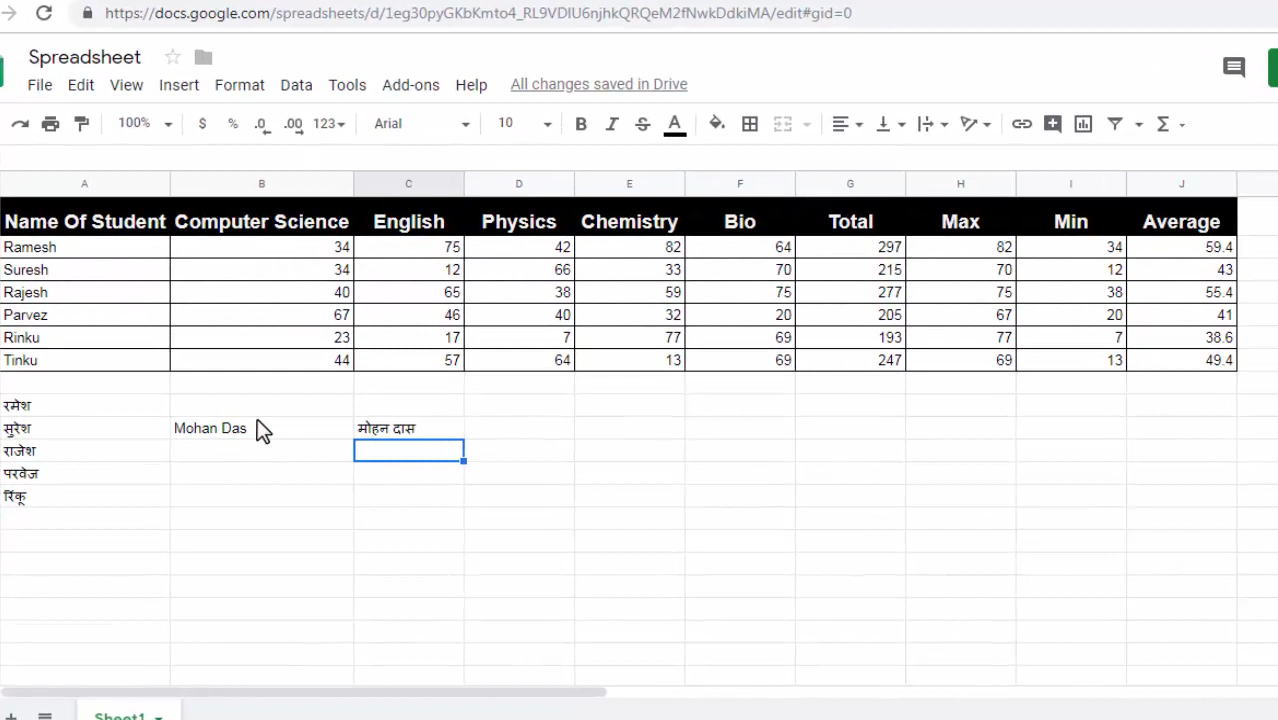 https://docs.google.com/spreadsheets/d/1eg30pyGKbKmto4_RL9VDIU6njhkQRQeM2fNwkDdkiMA/edit#gid=0
Spreadsheet
File Edit View Insert Format Data Tools Add-ons Help All changes saved in Drive
100% $ % .0 .00 123 Arial 10 B I S A Σ
A B C D E F G H I J
Name Of Student Computer Science English Physics Chemistry Bio Total Max Min Average
Ramesh 34 75 42 82 64 297 82 34 59.4
Suresh 34 12 66 33 70 215 70 12 43
Rajesh 40 65 38 59 75 277 75 38 55.4
Parvez 67 46 40 32 20 205 67 20 41
Rinku 23 17 7 77 69 193 77 7 38.6
Tinku 44 57 64 13 69 247 69 13 49.4
रमेश
सुरेश Mohan Das मोहन दास
राजेश
परवेज
रिंकू
Sheet1